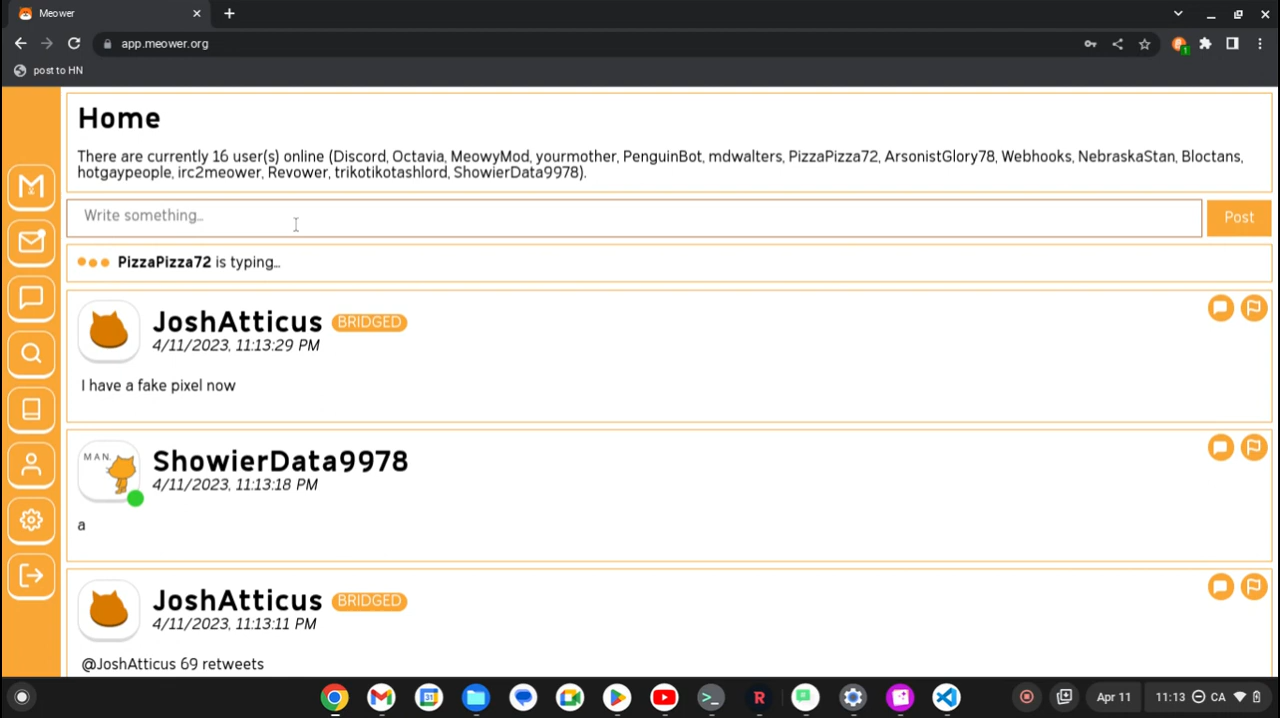 Meower
app.meower.org
1
post to HN
Home
There are currently 16 user(s) online (Discord, Octavia, MeowyMod, yourmother, PenguinBot, mdwalters, PizzaPizza72, ArsonistGlory78, Webhooks, NebraskaStan, Bloctans,
hotgaypeople, irc2meower, Revower, trikotikotashlord, ShowierData9978).
Write something...
Post
PizzaPizza72 is typing...
JoshAtticus BRIDGED
4/11/2023, 11:13:29 PM
I have a fake pixel now
MAN.
ShowierData9978
4/11/2023, 11:13:18 PM
a
JoshAtticus BRIDGED
4/11/2023, 11:13:11 PM
@JoshAtticus 69 retweets
31
R
Apr 11
11:13
CA